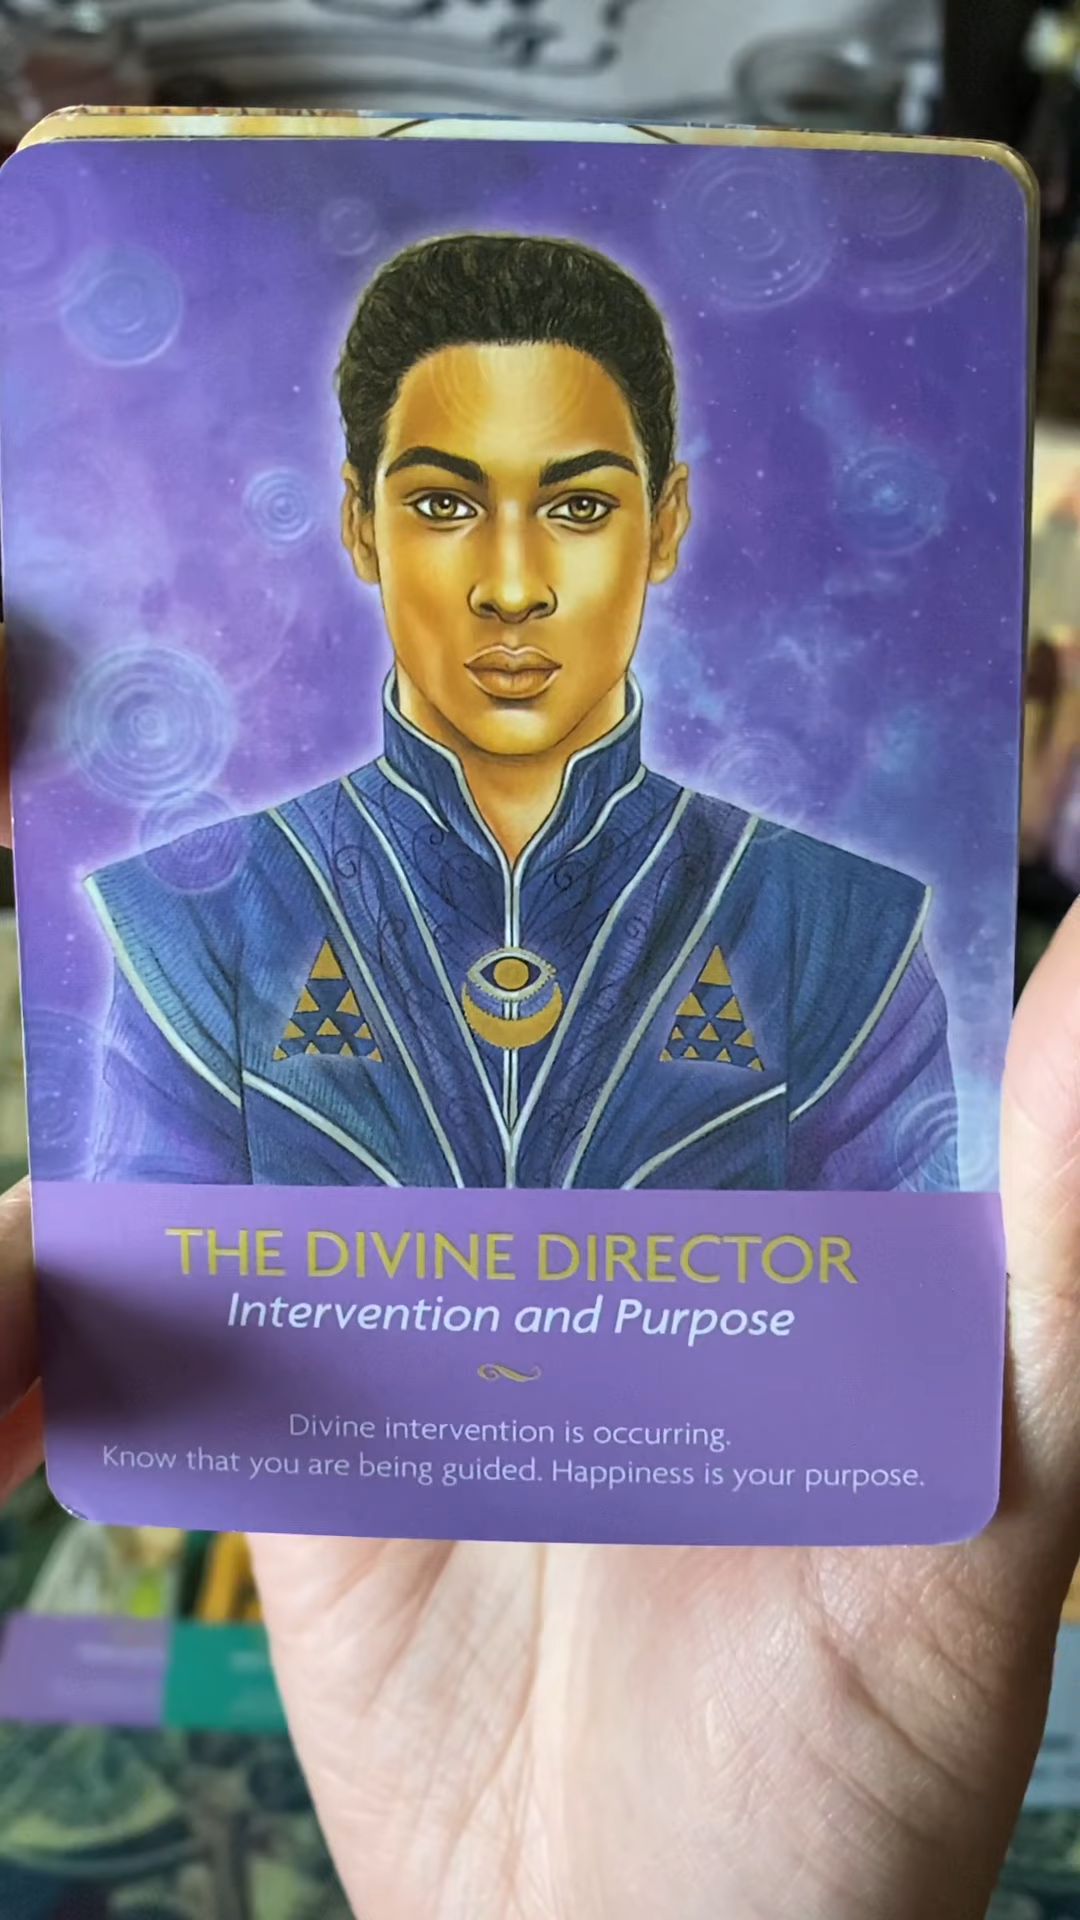 THE DIVINE DIRECTOR
Intervention and Purpose
Divine intervention is occurring.
Know that you are being guided. Happiness is your purpose.